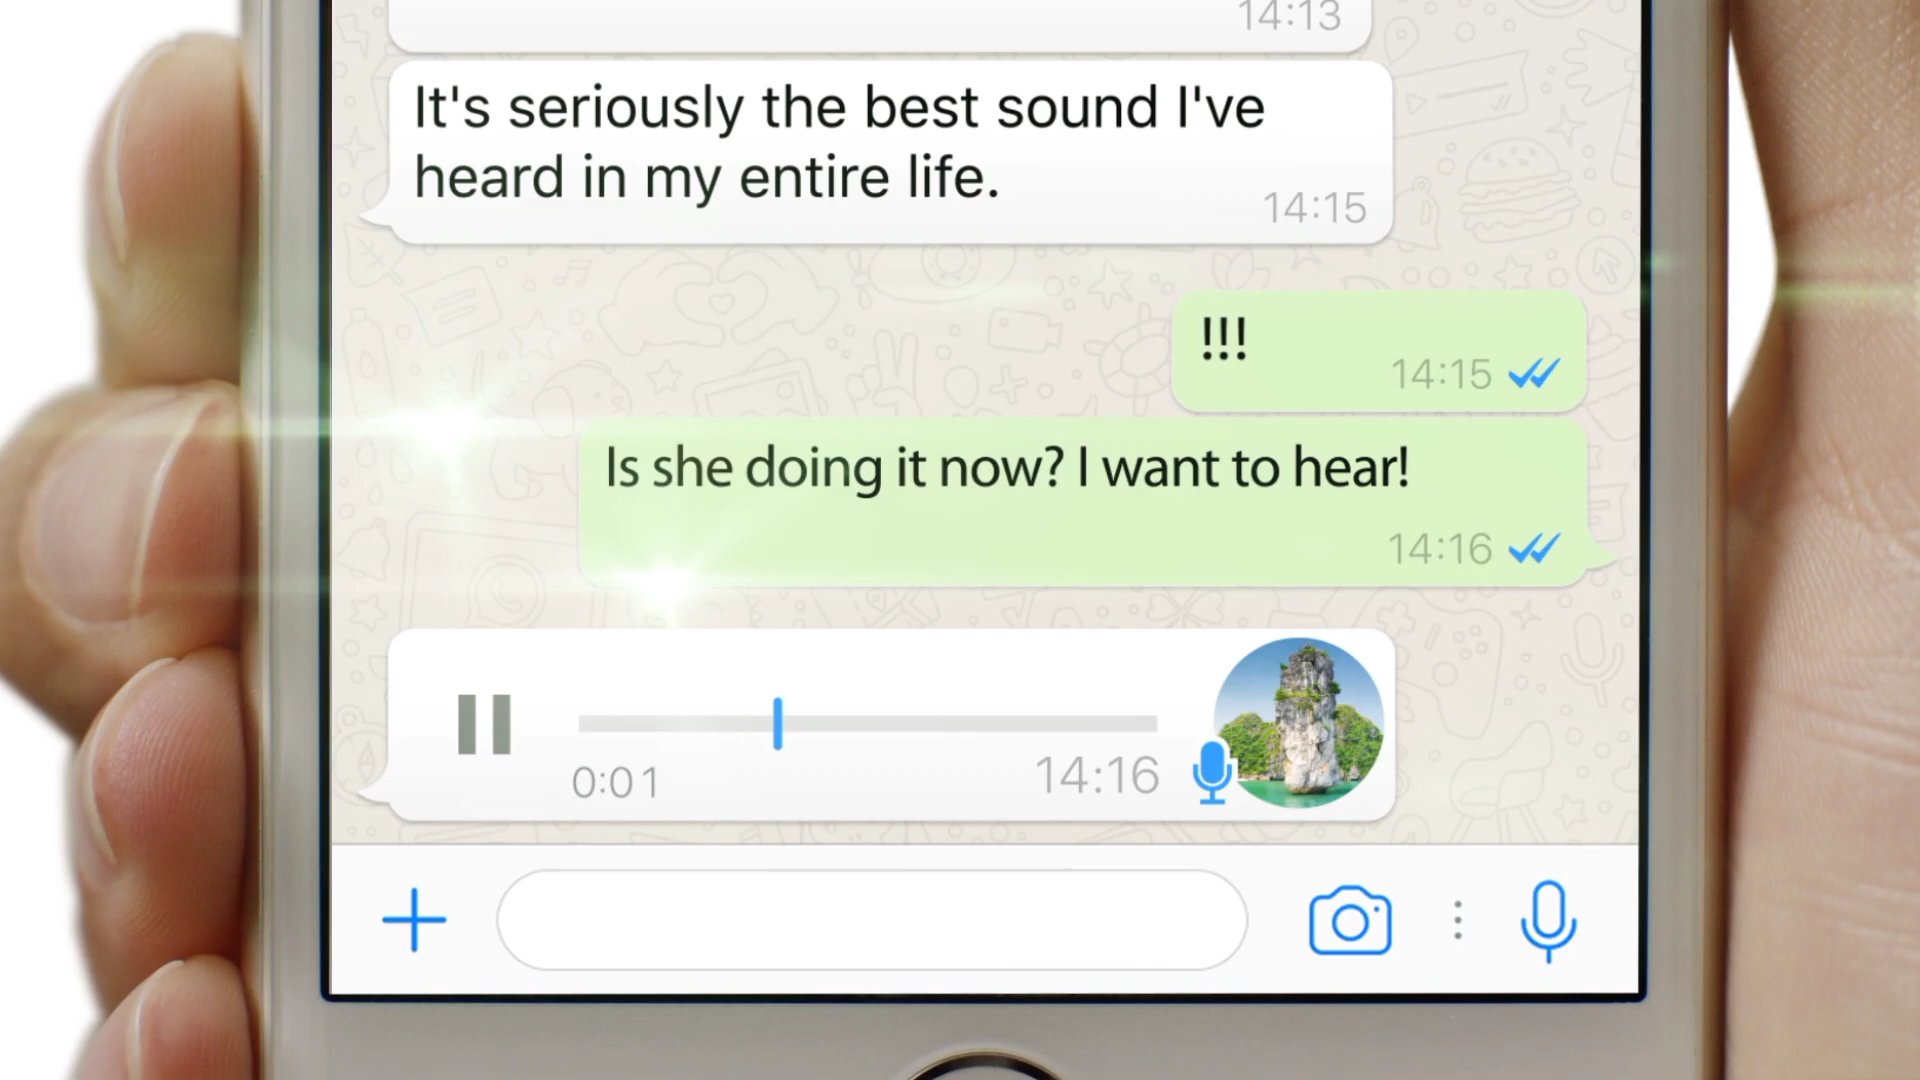 14:13
It's seriously the best sound I've
heard in my entire life.
14:15
!!!
14:15
Is she doing it now? I want to hear!
14:16
0:01
14:16